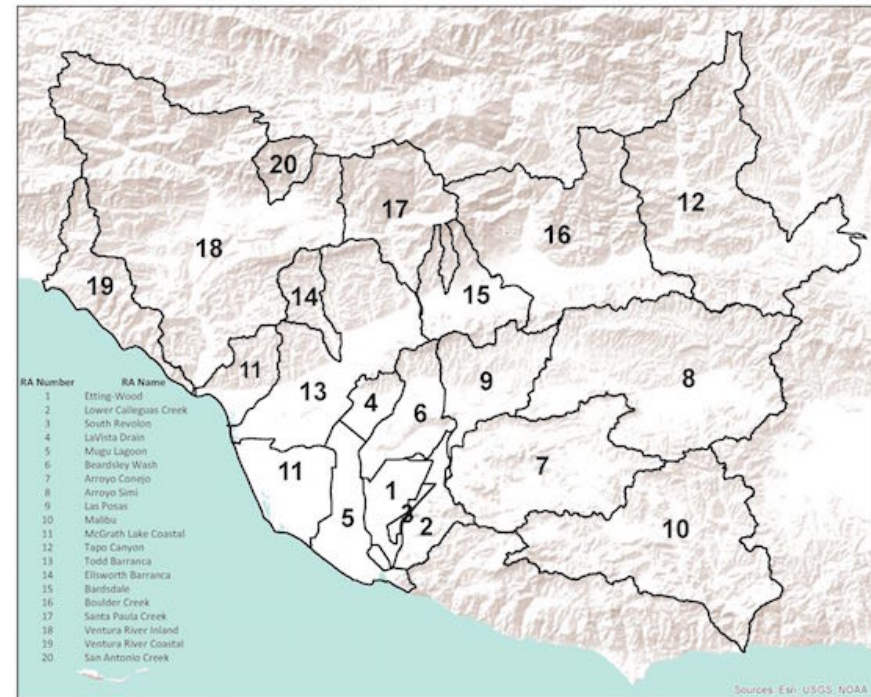 20
17
12
16
18
19
14
15
11
9
8
13
4
6
7
11
1
3
5
2
10
RA Number RA Name
1 Etting-Wood
2 Lower Calleguas Creek
3 South Revolon
4 LaVista Drain
5 Mugu Lagoon
6 Beardsley Wash
7 Arroyo Conejo
8 Arroyo Simi
9 Las Posas
10 Malibu
11 McGrath Lake Coastal
12 Tapo Canyon
13 Todd Barranca
14 Ellsworth Barranca
15 Bardsdale
16 Boulder Creek
17 Santa Paula Creek
18 Ventura River Inland
19 Ventura River Coastal
20 San Antonio Creek
Sources: Esri, USGS, NOAA